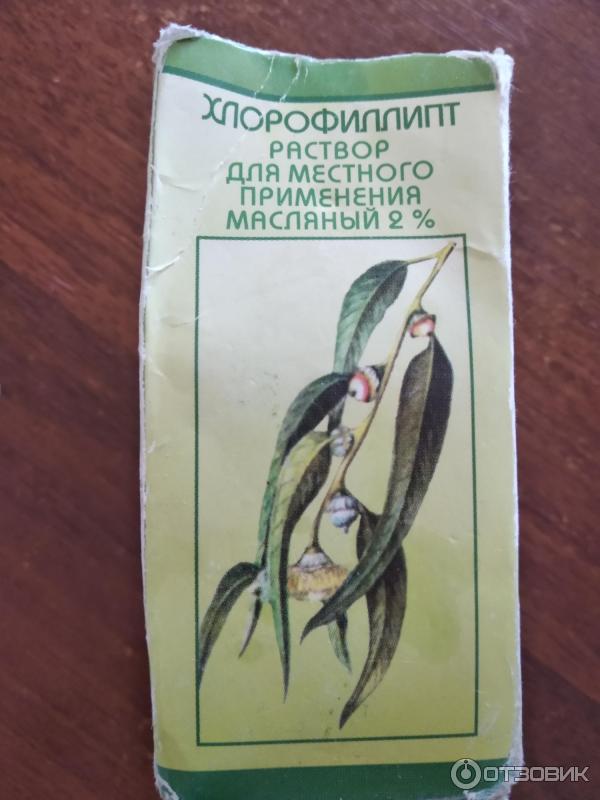 ХЛОРОФИЛЛИПТ
РАСТВОР
ДЛЯ МЕСТНОГО
ПРИМЕНЕНИЯ
МАСЛЯНЫЙ 2 %
ОТЗОВИК